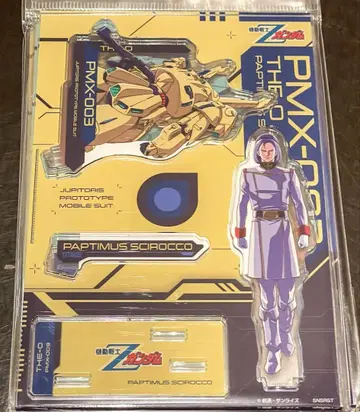 機動戦士Zガンダム
PMX-003
THE-O
PAPTIMUS S
PMX-003
JUPITORIS
PROTOTYPE
MOBILE SUIT
JUPITORIS
PROTOTYPE
MOBILE SUIT
PAPTIMUS SCIROCCO
THE-O
PMX-003
機動戦士Zガンダム
PAPTIMUS SCIROCCO
©創通・サンライズ
SNSRGT